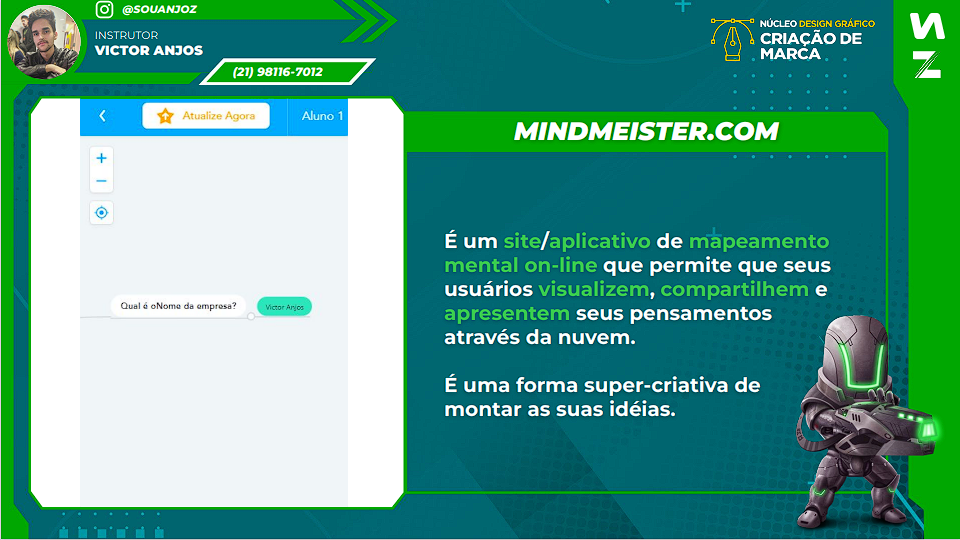 @SOUANJOZ
INSTRUTOR
VICTOR ANJOS
(21) 98116-7012
NÚCLEO DESIGN GRÁFICO
CRIAÇÃO DE
MARCA
Atualize Agora
Aluno 1
Qual é oNome da empresa?
Victor Anjos
MINDMEISTER.COM
É um site/aplicativo de mapeamento
mental on-line que permite que seus
usuários visualizem, compartilhem e
apresentem seus pensamentos
através da nuvem.
É uma forma super-criativa de
montar as suas idéias.